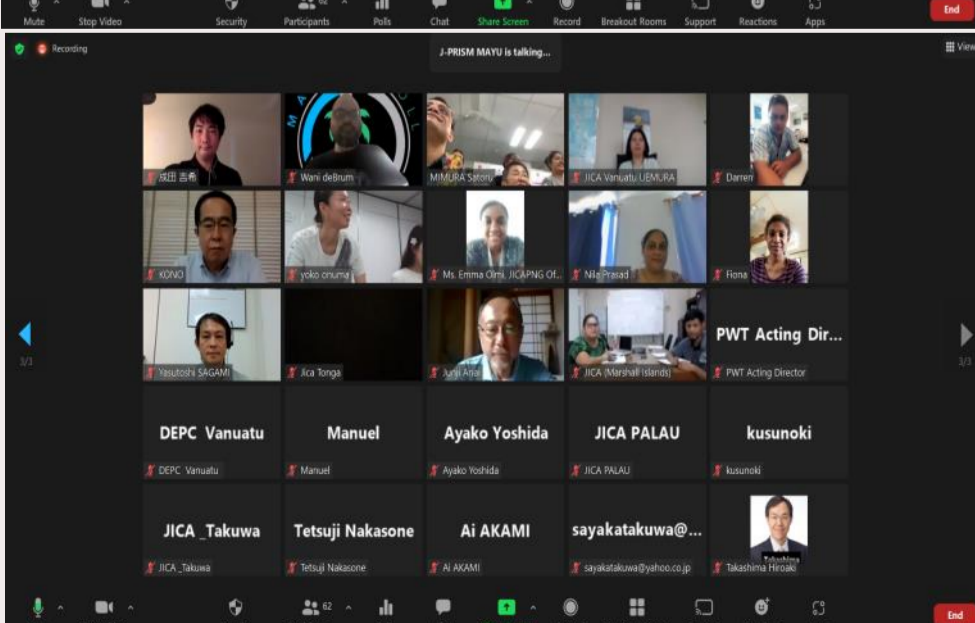 62
Mute
Stop Video
Security
Participants
Polls
Chat
Share Screen
Record
Breakout Rooms
Support
Reactions
Apps
End
Recording
J-PRISM MAYU is talking...
View
成田 吉希
Wani deBrum
MIMURA Satoru
JICA Vanuatu UEMURA
Darren
KONO
yoko onuma
Ms. Emma Olmi, JICAPNG Of...
Nila Prasad
Fiona
3/3
Yasutoshi SAGAMI
Jica Tonga
Junji Anai
JICA (Marshall Islands)
PWT Acting Dir...
PWT Acting Director
3/3
DEPC Vanuatu
DEPC Vanuatu
Manuel
Manuel
Ayako Yoshida
Ayako Yoshida
JICA PALAU
JICA PALAU
kusunoki
kusunoki
JICA _Takuwa
JICA _Takuwa
Tetsuji Nakasone
Tetsuji Nakasone
Ai AKAMI
Ai AKAMI
sayakatakuwa@...
sayakatakuwa@yahoo.co.jp
Takashima Hiroaki
62
End